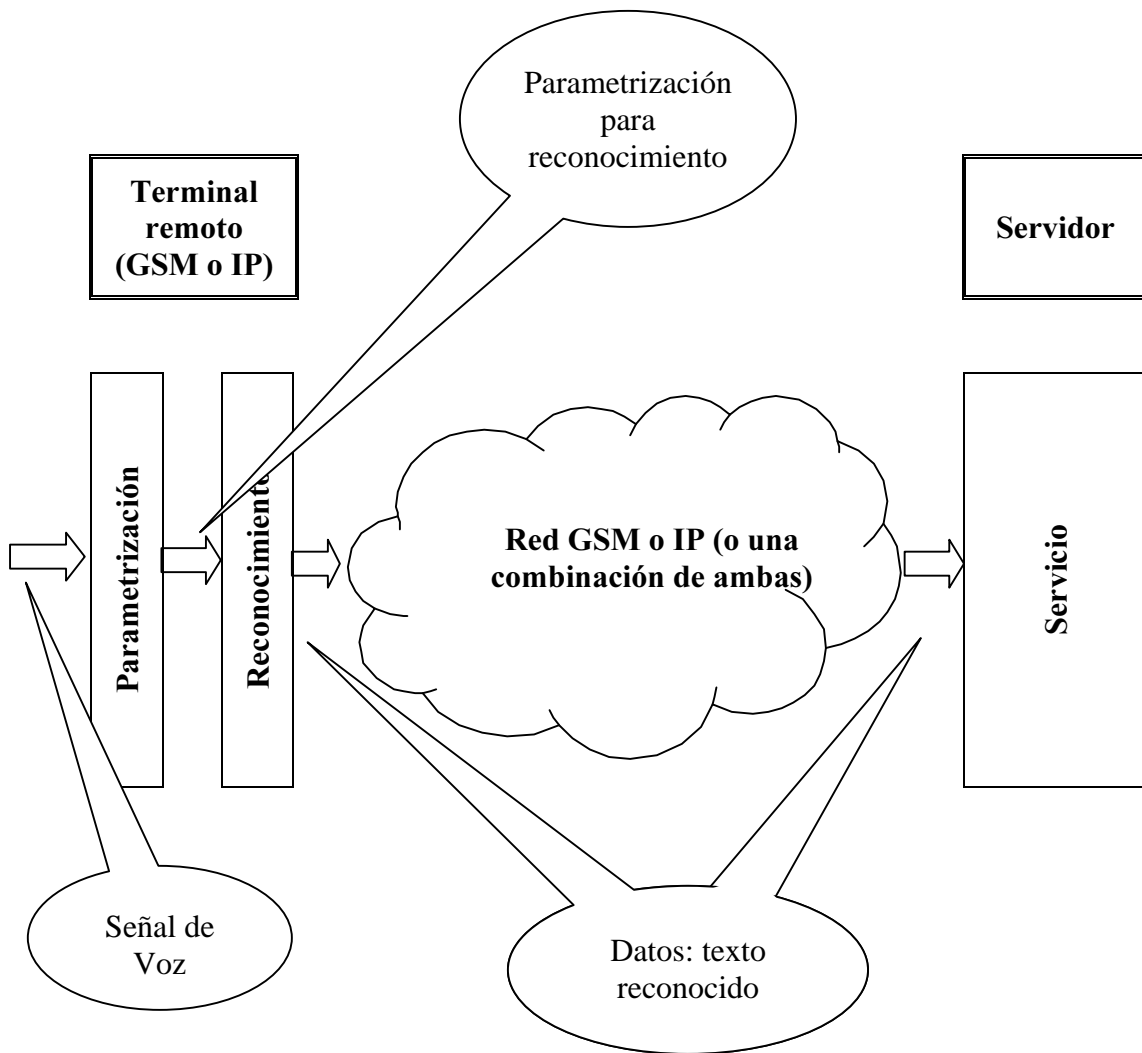 Parametrización
para
reconocimiento
Terminal
remoto
(GSM o IP)
Servidor
Parametrización
Reconocimiento
Red GSM o IP (o una
combinación de ambas)
Servicio
Señal de
Voz
Datos: texto
reconocido